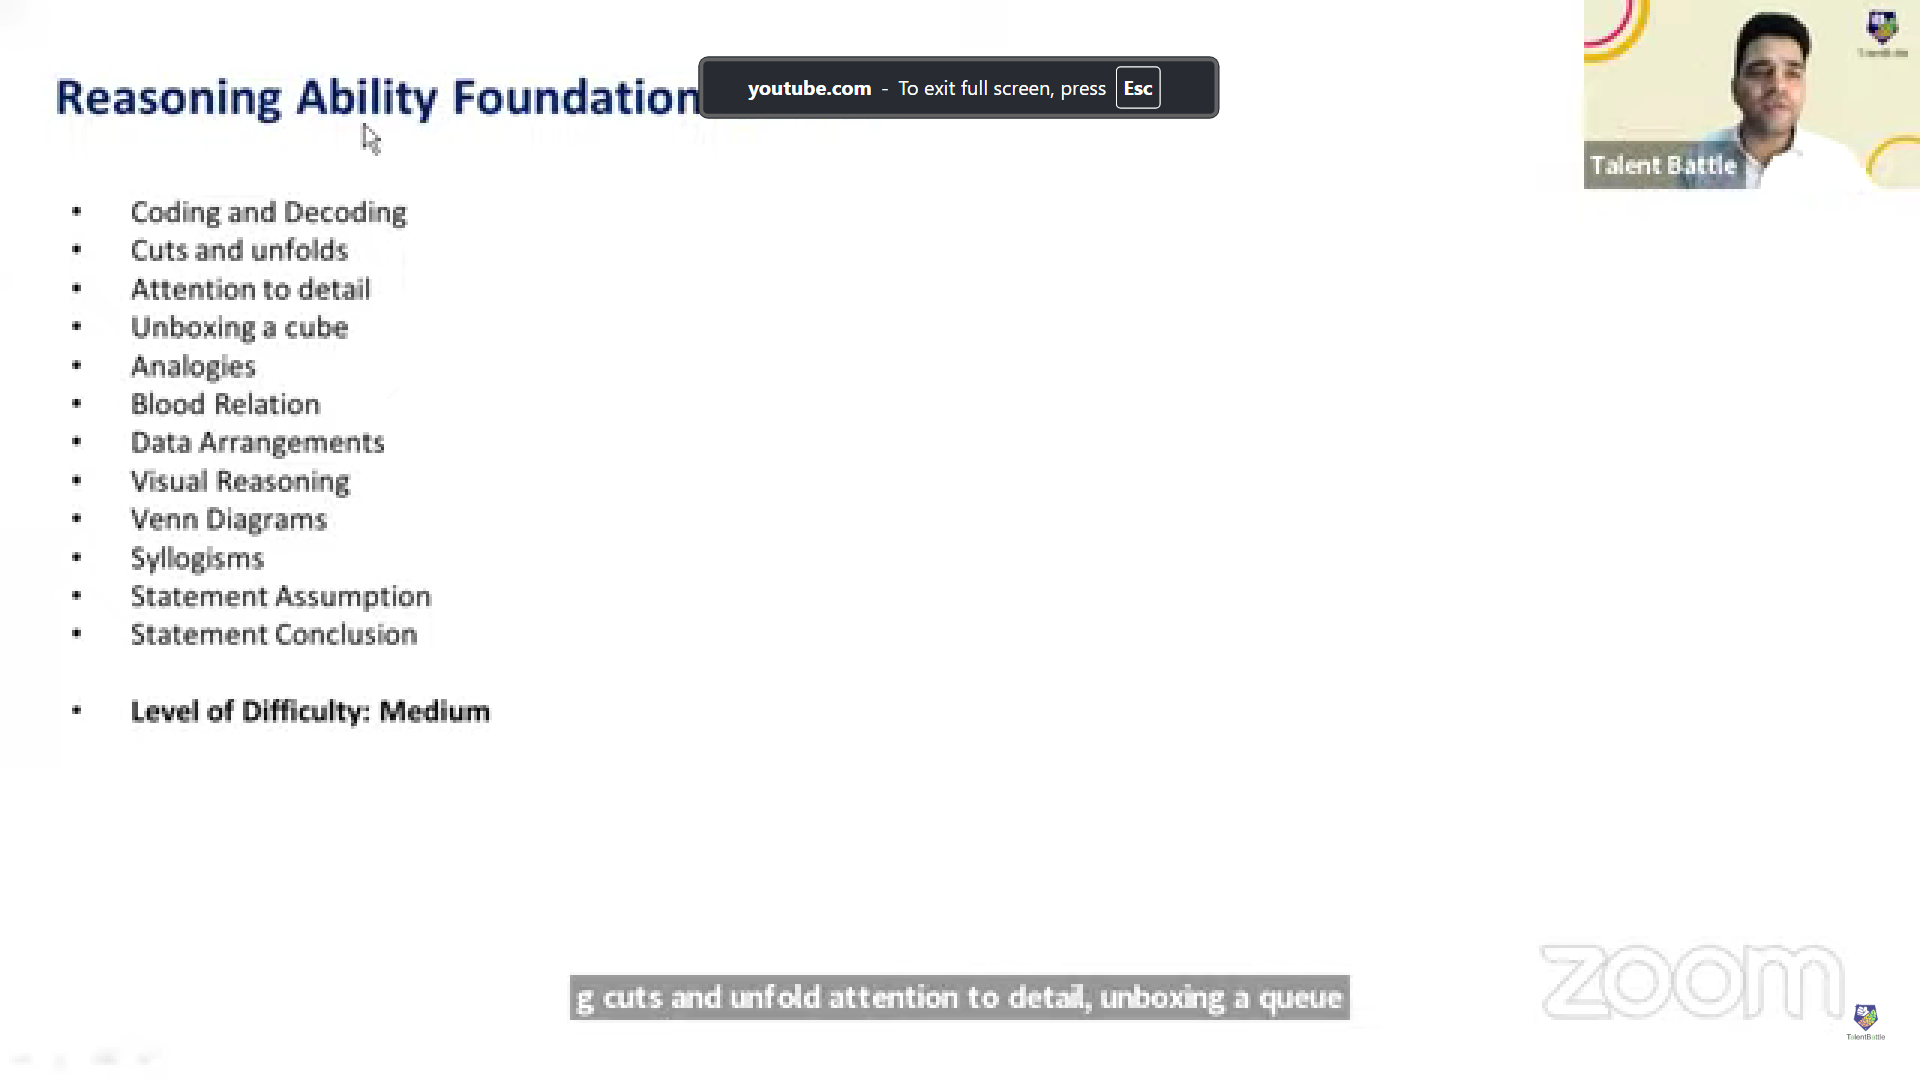 Reasoning Ability Foundation
youtube.com - To exit full screen, press Esc
Talent Battle
• Coding and Decoding
• Cuts and unfolds
• Attention to detail
• Unboxing a cube
• Analogies
• Blood Relation
• Data Arrangements
• Visual Reasoning
• Venn Diagrams
• Syllogisms
• Statement Assumption
• Statement Conclusion
• Level of Difficulty: Medium
g cuts and unfold attention to detail, unboxing a queue
zoom
TalentBattle